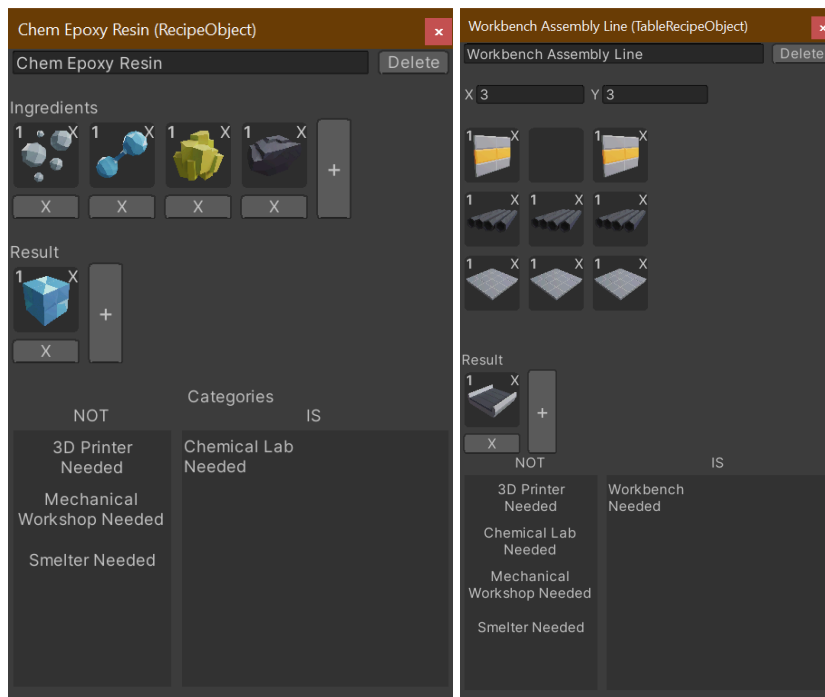 Chem Epoxy Resin (RecipeObject)
×
Chem Epoxy Resin
Delete
Ingredients
1 X 1 X 1 X 1 X
+
X X X X
Result
1 X
+
X
Categories
NOT IS
3D Printer
Needed
Mechanical
Workshop Needed
Smelter Needed
Chemical Lab
Needed
Workbench Assembly Line (TableRecipeObject)
×
Workbench Assembly Line
Delete
X 3 Y 3
1 X 1 X
1 X 1 X 1 X
1 X 1 X 1 X
Result
1 X
+
X
NOT IS
3D Printer
Needed
Chemical Lab
Needed
Mechanical
Workshop Needed
Smelter Needed
Workbench
Needed